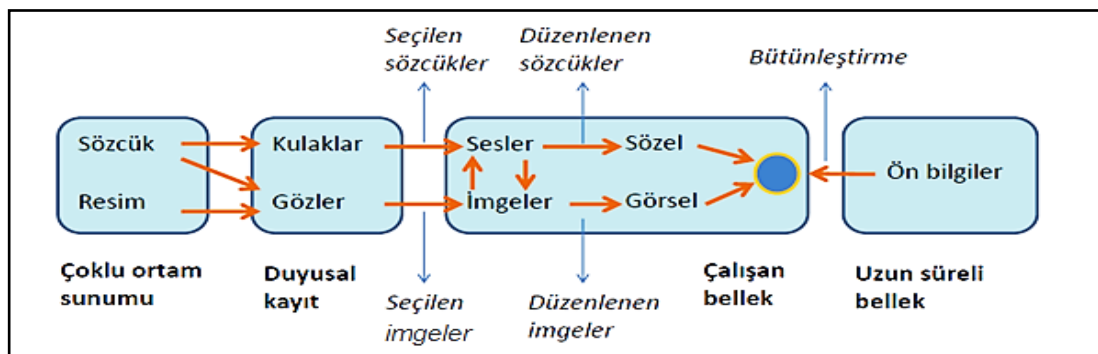 Seçilen
sözcükler
Düzenlenen
sözcükler
Bütünleştirme
Sözcük
Kulaklar
Sesler
Sözel
Ön bilgiler
Resim
Gözler
İmgeler
Görsel
Çoklu ortam
sunumu
Duyusal
kayıt
Seçilen
imgeler
Düzenlenen
imgeler
Çalışan
bellek
Uzun süreli
bellek